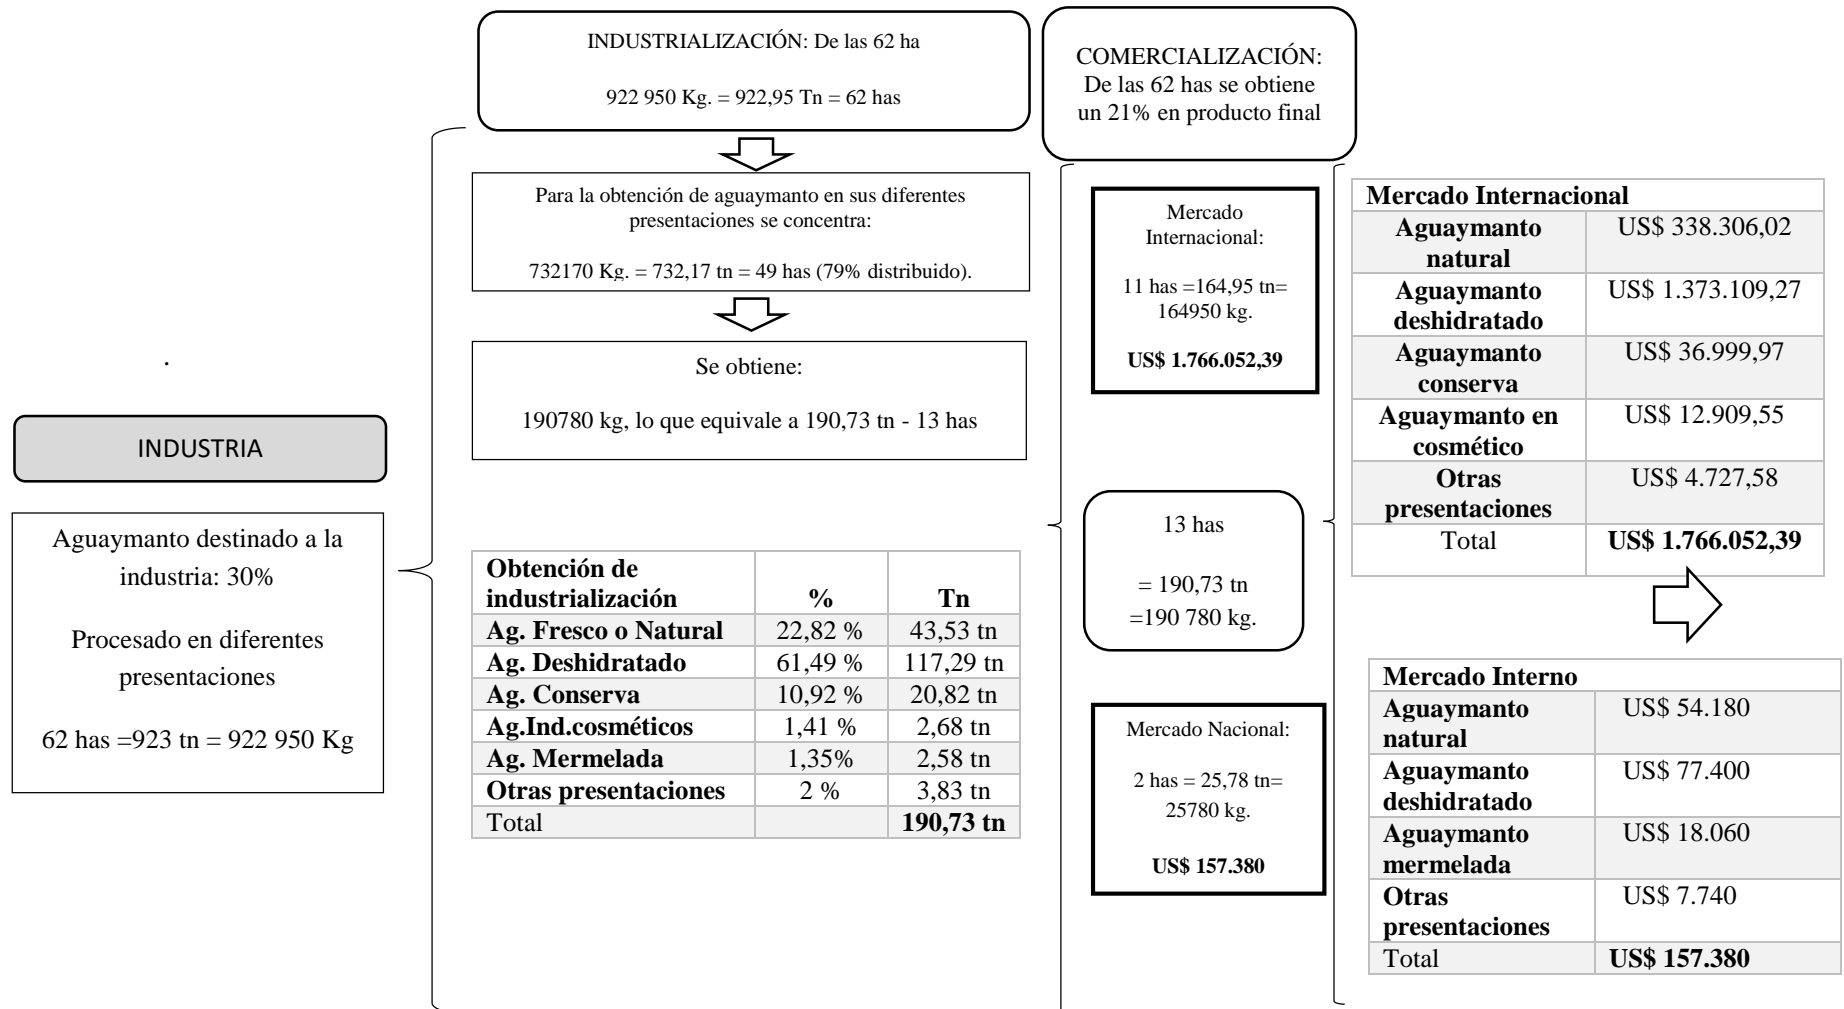 INDUSTRIA
Aguaymanto destinado a la
industria: 30%
Procesado en diferentes
presentaciones
62 has =923 tn = 922 950 Kg
.
INDUSTRIALIZACIÓN: De las 62 ha
922 950 Kg. = 922,95 Tn = 62 has
Para la obtención de aguaymanto en sus diferentes
presentaciones se concentra:
732170 Kg. = 732,17 tn = 49 has (79% distribuido).
Se obtiene:
190780 kg, lo que equivale a 190,73 tn - 13 has
Obtención de
industrialización % Tn
Ag. Fresco o Natural 22,82 % 43,53 tn
Ag. Deshidratado 61,49 % 117,29 tn
Ag. Conserva 10,92 % 20,82 tn
Ag.Ind.cosméticos 1,41 % 2,68 tn
Ag. Mermelada 1,35% 2,58 tn
Otras presentaciones 2 % 3,83 tn
Total 190,73 tn
COMERCIALIZACIÓN:
De las 62 has se obtiene
un 21% en producto final
Mercado
Internacional:
11 has =164,95 tn=
164950 kg.
US$ 1.766.052,39
13 has
= 190,73 tn
=190 780 kg.
Mercado Nacional:
2 has = 25,78 tn=
25780 kg.
US$ 157.380
Mercado Internacional
Aguaymanto US$ 338.306,02
natural
Aguaymanto US$ 1.373.109,27
deshidratado
Aguaymanto US$ 36.999,97
conserva
Aguaymanto en US$ 12.909,55
cosmético
Otras US$ 4.727,58
presentaciones
Total US$ 1.766.052,39
Mercado Interno
Aguaymanto US$ 54.180
natural
Aguaymanto US$ 77.400
deshidratado
Aguaymanto US$ 18.060
mermelada
Otras US$ 7.740
presentaciones
Total US$ 157.380